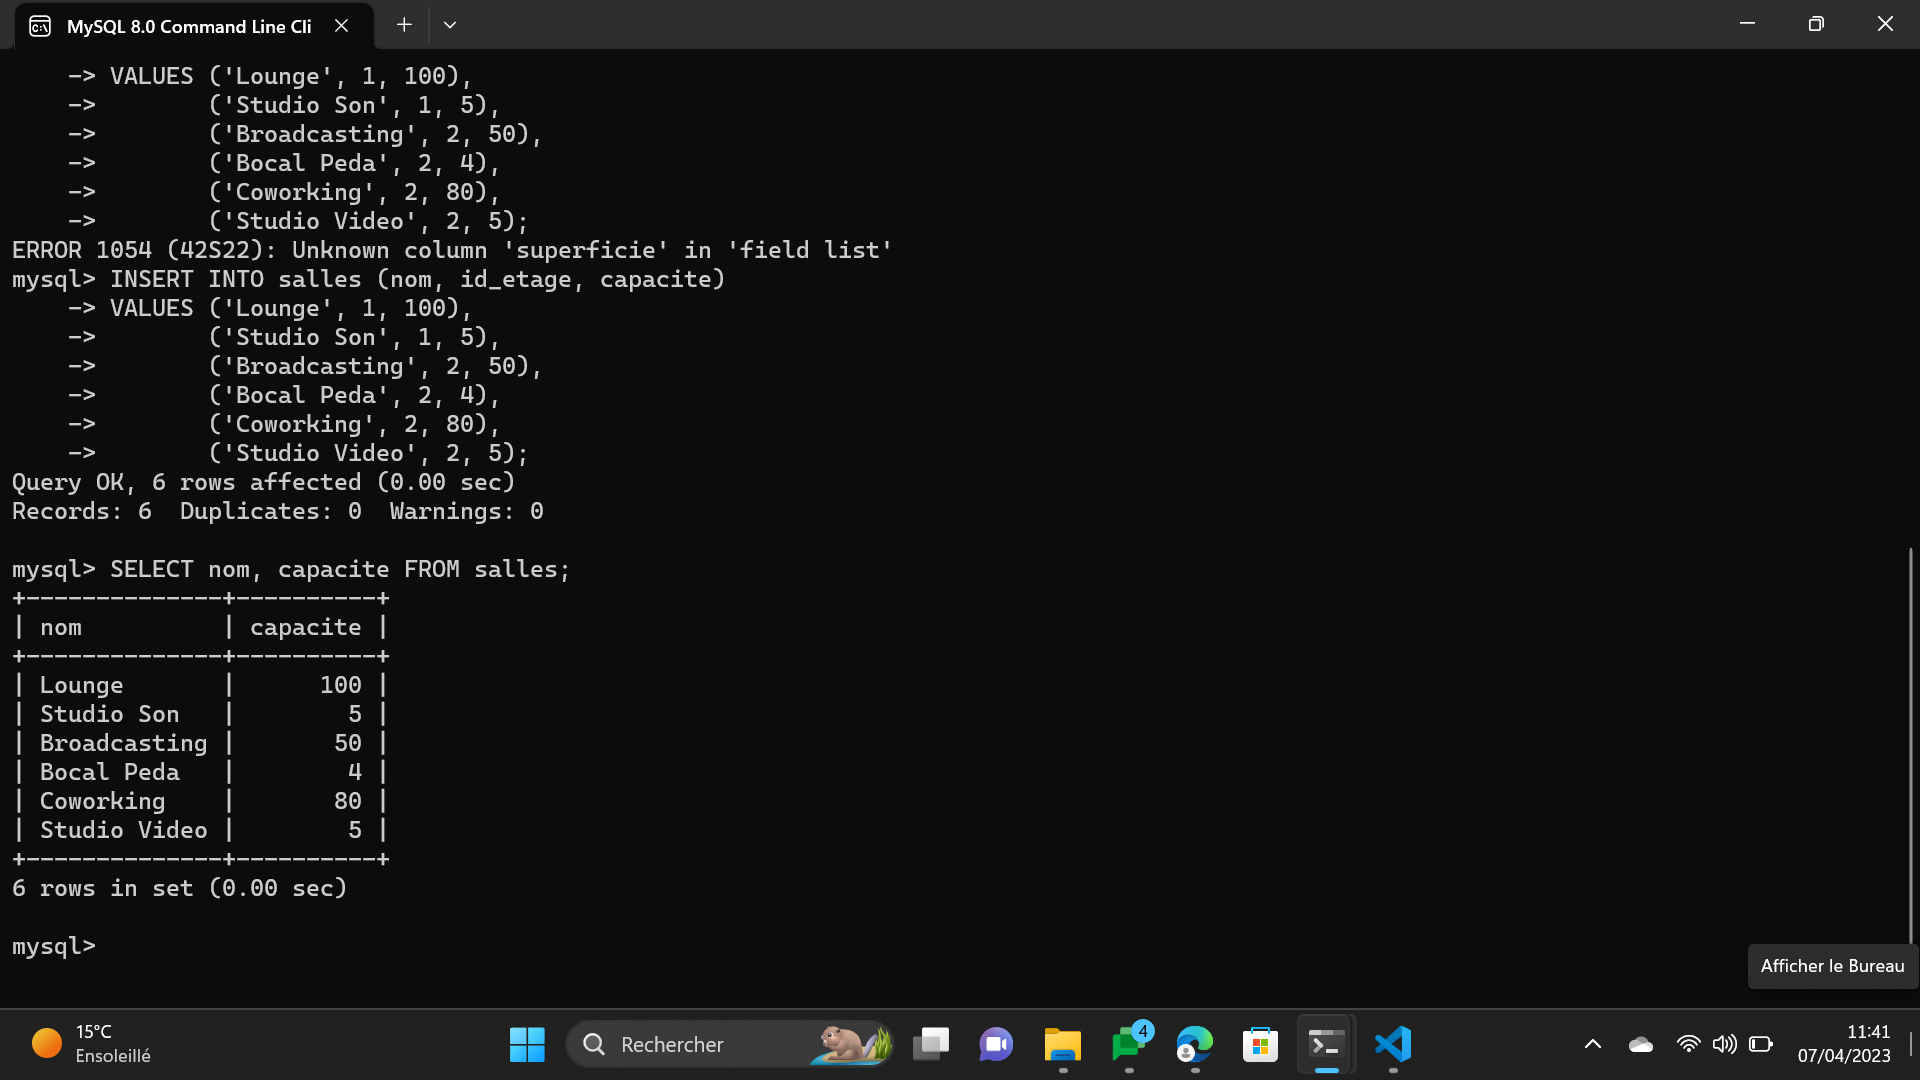 MySQL 8.0 Command Line Cli
    -> VALUES ('Lounge', 1, 100),
    ->        ('Studio Son', 1, 5),
    ->        ('Broadcasting', 2, 50),
    ->        ('Bocal Peda', 2, 4),
    ->        ('Coworking', 2, 80),
    ->        ('Studio Video', 2, 5);
ERROR 1054 (42S22): Unknown column 'superficie' in 'field list'
mysql> INSERT INTO salles (nom, id_etage, capacite)
    -> VALUES ('Lounge', 1, 100),
    ->        ('Studio Son', 1, 5),
    ->        ('Broadcasting', 2, 50),
    ->        ('Bocal Peda', 2, 4),
    ->        ('Coworking', 2, 80),
    ->        ('Studio Video', 2, 5);
Query OK, 6 rows affected (0.00 sec)
Records: 6  Duplicates: 0  Warnings: 0
mysql> SELECT nom, capacite FROM salles;
+--------------+----------+
| nom          | capacite |
+--------------+----------+
| Lounge       |      100 |
| Studio Son   |        5 |
| Broadcasting |       50 |
| Bocal Peda   |        4 |
| Coworking    |       80 |
| Studio Video |        5 |
+--------------+----------+
6 rows in set (0.00 sec)
mysql>
Afficher le Bureau
15°C
Ensoleillé
Rechercher
4
11:41
07/04/2023